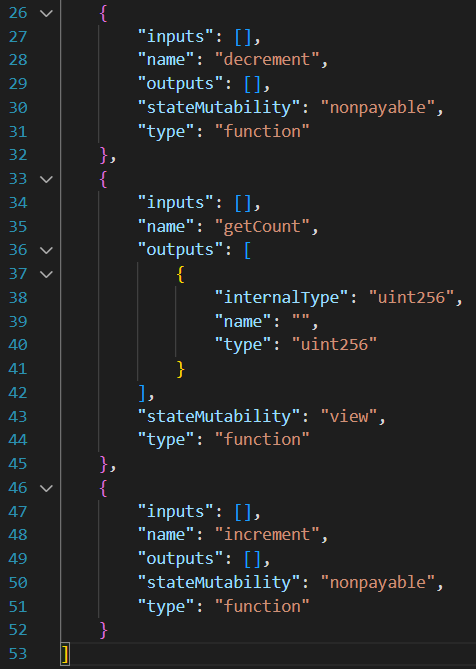 26 {
27 "inputs": [],
28 "name": "decrement",
29 "outputs": [],
30 "stateMutability": "nonpayable",
31 "type": "function"
32 },
33 {
34 "inputs": [],
35 "name": "getCount",
36 "outputs": [
37 {
38 "internalType": "uint256",
39 "name": "",
40 "type": "uint256"
41 }
42 ],
43 "stateMutability": "view",
44 "type": "function"
45 },
46 {
47 "inputs": [],
48 "name": "increment",
49 "outputs": [],
50 "stateMutability": "nonpayable",
51 "type": "function"
52 }
53 ]